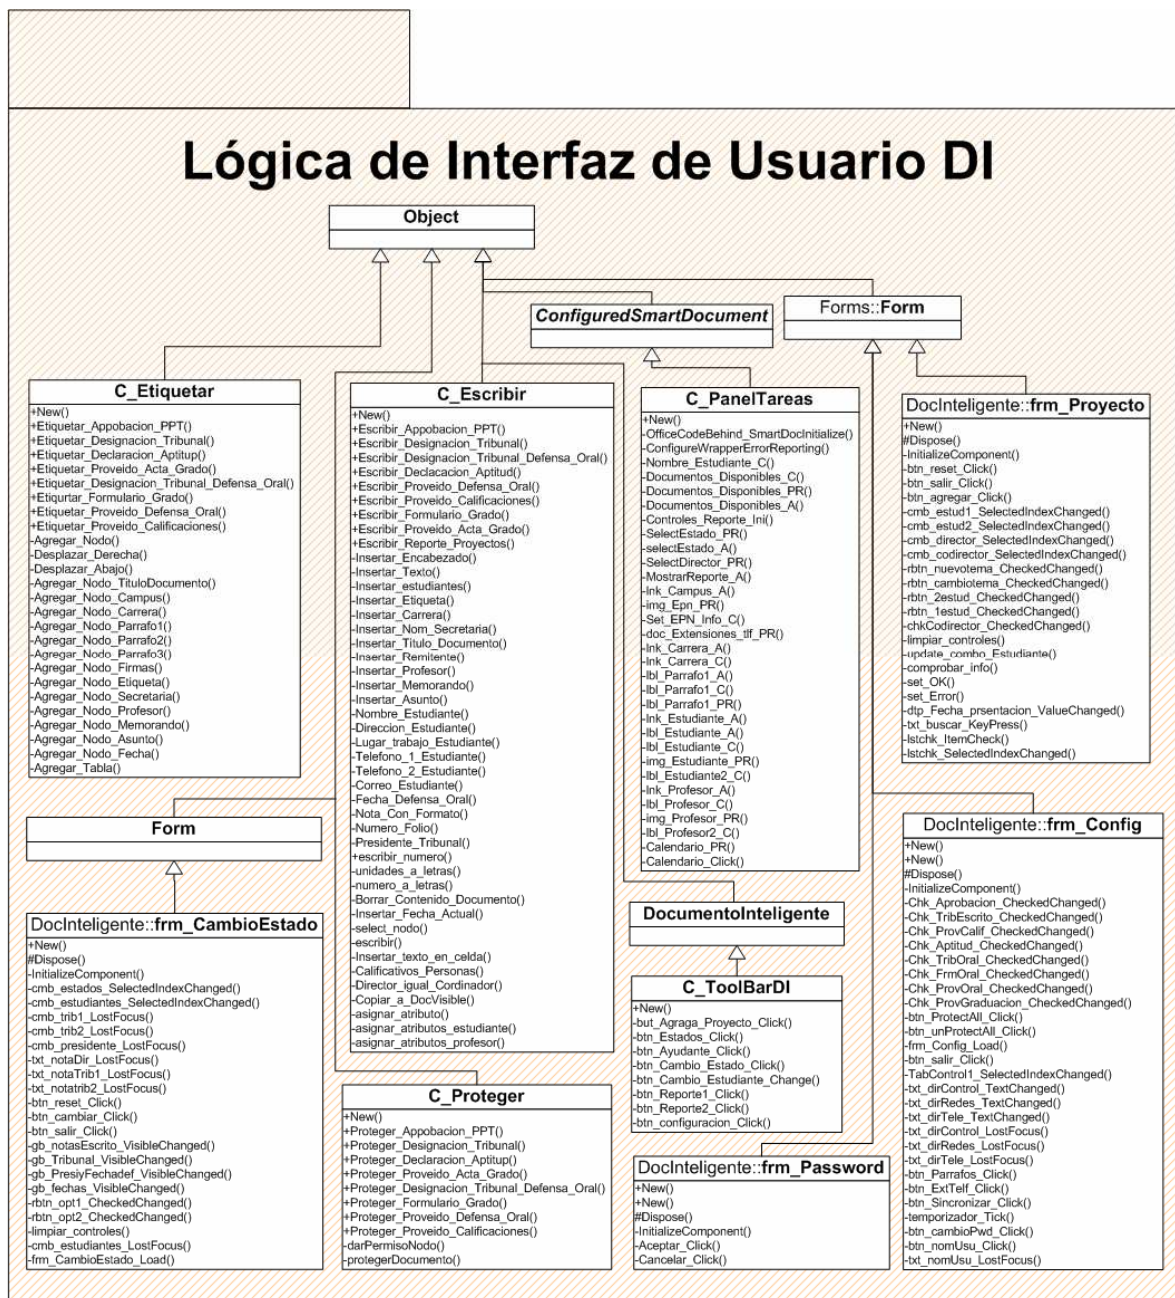 Lógica de Interfaz de Usuario DI
Object
ConfiguredSmartDocument
Forms::Form
C_Etiquetar
+New()
+Etiquetar_Appobacion_PPT()
+Etiquetar_Designacion_Tribunal()
+Etiquetar_Declaracion_Aptitup()
+Etiquetar_Proveido_Acta_Grado()
+Etiquetar_Designacion_Tribunal_Defensa_Oral()
+Etiqurtar_Formulario_Grado()
+Etiquetar_Proveido_Defensa_Oral()
+Etiquetar_Proveido_Calificaciones()
-Agregar_Nodo()
-Desplazar_Derecha()
-Desplazar_Abajo()
-Agregar_Nodo_TituloDocumento()
-Agregar_Nodo_Campus()
-Agregar_Nodo_Carrera()
-Agregar_Nodo_Parrafo1()
-Agregar_Nodo_Parrafo2()
-Agregar_Nodo_Parrafo3()
-Agregar_Nodo_Firmas()
-Agregar_Nodo_Etiqueta()
-Agregar_Nodo_Secretaria()
-Agregar_Nodo_Profesor()
-Agregar_Nodo_Memorando()
-Agregar_Nodo_Asunto()
-Agregar_Nodo_Fecha()
-Agregar_Tabla()
C_Escribir
+New()
+Escribir_Appobacion_PPT()
+Escribir_Designacion_Tribunal()
+Escribir_Designacion_Tribunal_Defensa_Oral()
+Escribir_Declacacion_Aptitud()
+Escribir_Proveido_Defensa_Oral()
+Escribir_Proveido_Calificaciones()
+Escribir_Formulario_Grado()
+Escribir_Proveido_Acta_Grado()
+Escribir_Reporte_Proyectos()
-Insertar_Encabezado()
-Insertar_Texto()
-Insertar_estudiantes()
-Insertar_Etiqueta()
-Insertar_Carrera()
-Insertar_Nom_Secretaria()
-Insertar_Titulo_Documento()
-Insertar_Remitente()
-Insertar_Profesor()
-Insertar_Memorando()
-Insertar_Asunto()
-Nombre_Estudiante()
-Direccion_Estudiante()
-Lugar_trabajo_Estudiante()
-Telefono_1_Estudiante()
-Telefono_2_Estudiante()
-Correo_Estudiante()
-Fecha_Defensa_Oral()
-Nota_Con_Formato()
-Numero_Folio()
-Presidente_Tribunal()
+escribir_numero()
-unidades_a_letras()
-numero_a_letras()
-Borrar_Contenido_Documento()
-Insertar_Fecha_Actual()
-select_nodo()
-escribir()
-Insertar_texto_en_celda()
-Calificativos_Personas()
-Director_igual_Cordinador()
-Copiar_a_DocVisible()
-asignar_atributo()
-asignar_atributos_estudiante()
-asignar_atributos_profesor()
C_PanelTareas
+New()
-OfficeCodeBehind_SmartDocInitialize()
-ConfigureWrapperErrorReporting()
-Nombre_Estudiante_C()
-Documentos_Disponibles_C()
-Documentos_Disponibles_PR()
-Documentos_Disponibles_A()
-Controles_Reporte_Ini()
-SelectEstado_PR()
-selectEstado_A()
-SelectDirector_PR()
-MostrarReporte_A()
-lnk_Campus_A()
-img_Epn_PR()
-Set_EPN_Info_C()
-doc_Extensiones_tlf_PR()
-lnk_Carrera_A()
-lnk_Carrera_C()
-lbl_Parrafo1_A()
-lbl_Parrafo1_C()
-lbl_Parrafo1_PR()
-lnk_Estudiante_A()
-lbl_Estudiante_A()
-lbl_Estudiante_C()
-img_Estudiante_PR()
-lbl_Estudiante2_C()
-lnk_Profesor_A()
-lbl_Profesor_C()
-img_Profesor_PR()
-lbl_Profesor2_C()
-Calendario_PR()
-Calendario_Click()
DocInteligente::frm_Proyecto
+New()
#Dispose()
-InitializeComponent()
-btn_reset_Click()
-btn_salir_Click()
-btn_agregar_Click()
-cmb_estud1_SelectedIndexChanged()
-cmb_estud2_SelectedIndexChanged()
-cmb_director_SelectedIndexChanged()
-cmb_codirector_SelectedIndexChanged()
-rbtn_nuevotema_CheckedChanged()
-rbtn_cambiotema_CheckedChanged()
-rbtn_2estud_CheckedChanged()
-rbtn_1estud_CheckedChanged()
-chkCodirector_CheckedChanged()
-limpiar_controles()
-update_combo_Estudiante()
-comprobar_info()
-set_OK()
-set_Error()
-dtp_Fecha_prsentacion_ValueChanged()
-txt_buscar_KeyPress()
-lstchk_ItemCheck()
-lstchk_SelectedIndexChanged()
Form
DocInteligente::frm_CambioEstado
+New()
#Dispose()
-InitializeComponent()
-cmb_estados_SelectedIndexChanged()
-cmb_estudiantes_SelectedIndexChanged()
-cmb_trib1_LostFocus()
-cmb_trib2_LostFocus()
-cmb_presidente_LostFocus()
-txt_notaDir_LostFocus()
-txt_notaTrib1_LostFocus()
-txt_notatrib2_LostFocus()
-btn_reset_Click()
-btn_cambiar_Click()
-btn_salir_Click()
-gb_notasEscrito_VisibleChanged()
-gb_Tribunal_VisibleChanged()
-gb_PresiyFechadef_VisibleChanged()
-gb_fechas_VisibleChanged()
-rbtn_opt1_CheckedChanged()
-rbtn_opt2_CheckedChanged()
-limpiar_controles()
-cmb_estudiantes_LostFocus()
-frm_CambioEstado_Load()
C_Proteger
+New()
+Proteger_Appobacion_PPT()
+Proteger_Designacion_Tribunal()
+Proteger_Declaracion_Aptitup()
+Proteger_Proveido_Acta_Grado()
+Proteger_Designacion_Tribunal_Defensa_Oral()
+Proteger_Formulario_Grado()
+Proteger_Proveido_Defensa_Oral()
+Proteger_Proveido_Calificaciones()
-darPermisoNodo()
-protegerDocumento()
DocumentoInteligente
C_ToolBarDI
+New()
-but_Agraga_Proyecto_Click()
-btn_Estados_Click()
-btn_Ayudante_Click()
-btn_Cambio_Estado_Click()
-btn_Cambio_Estudiante_Change()
-btn_Reporte1_Click()
-btn_Reporte2_Click()
-btn_configuracion_Click()
DocInteligente::frm_Password
+New()
+New()
#Dispose()
-InitializeComponent()
-Aceptar_Click()
-Cancelar_Click()
DocInteligente::frm_Config
+New()
+New()
#Dispose()
-InitializeComponent()
-Chk_Aprobacion_CheckedChanged()
-Chk_TribEscrito_CheckedChanged()
-Chk_ProvCalif_CheckedChanged()
-Chk_Aptitud_CheckedChanged()
-Chk_TribOral_CheckedChanged()
-Chk_FrmOral_CheckedChanged()
-Chk_ProvOral_CheckedChanged()
-Chk_ProvGraduacion_CheckedChanged()
-btn_ProtectAll_Click()
-btn_unProtectAll_Click()
-frm_Config_Load()
-btn_salir_Click()
-TabControl1_SelectedIndexChanged()
-txt_dirControl_TextChanged()
-txt_dirRedes_TextChanged()
-txt_dirTele_TextChanged()
-txt_dirControl_LostFocus()
-txt_dirRedes_LostFocus()
-txt_dirTele_LostFocus()
-btn_Parrafos_Click()
-btn_ExtTelf_Click()
-btn_Sincronizar_Click()
-temporizador_Tick()
-btn_cambioPwd_Click()
-btn_nomUsu_Click()
-txt_nomUsu_LostFocus()